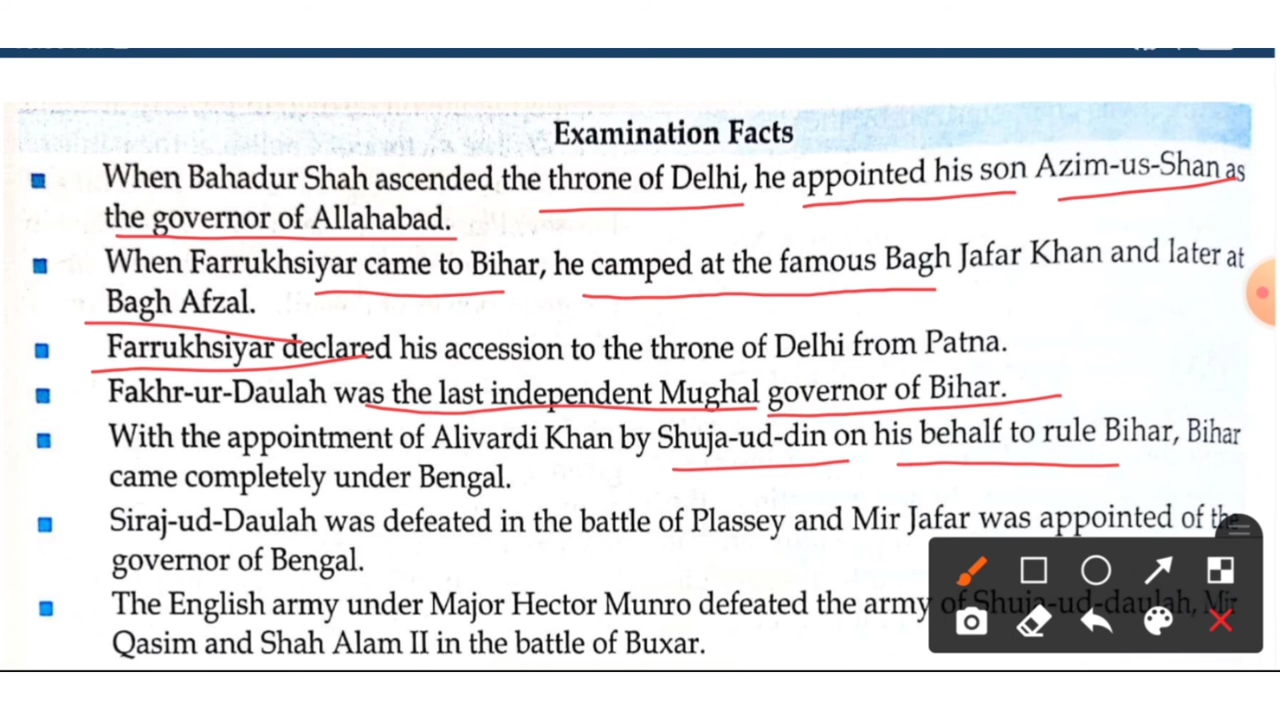 Examination Facts
When Bahadur Shah ascended the throne of Delhi, he appointed his son Azim-us-Shan as
the governor of Allahabad.
When Farrukhsiyar came to Bihar, he camped at the famous Bagh Jafar Khan and later at
Bagh Afzal.
Farrukhsiyar declared his accession to the throne of Delhi from Patna.
Fakhr-ur-Daulah was the last independent Mughal governor of Bihar.
With the appointment of Alivardi Khan by Shuja-ud-din on his behalf to rule Bihar, Bihar
came completely under Bengal.
Siraj-ud-Daulah was defeated in the battle of Plassey and Mir Jafar was appointed of the
governor of Bengal.
The English army under Major Hector Munro defeated the army of Shuja-ud-daulah, Mir
Qasim and Shah Alam II in the battle of Buxar.